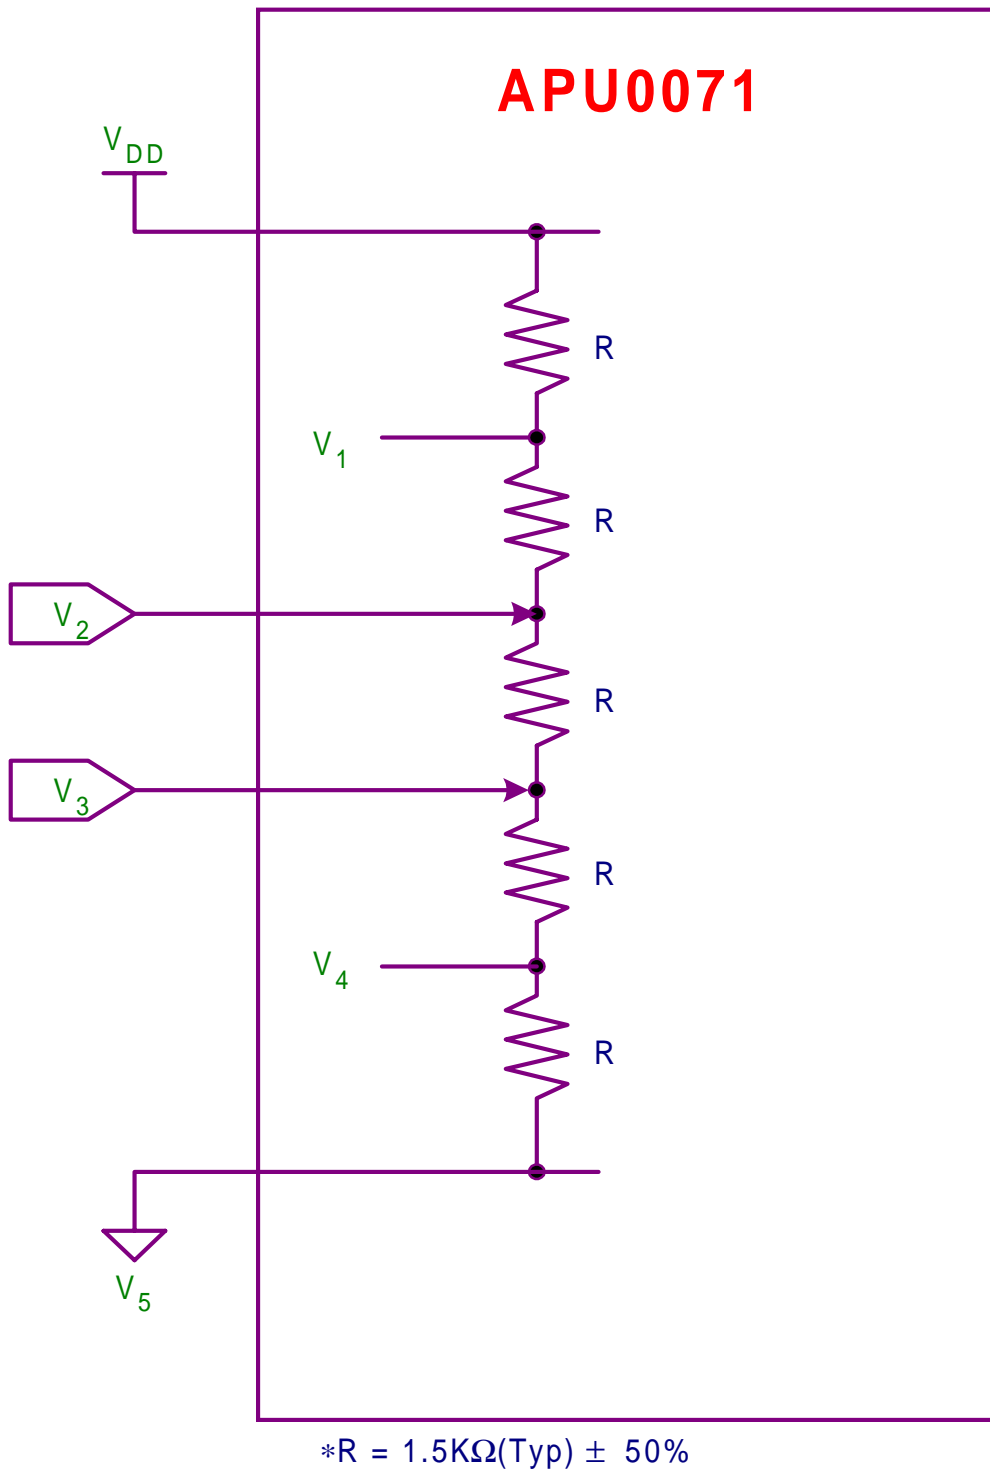 APU0071
VDD
R
V1
R
V2
R
V3
R
V4
R
V5
*R = 1.5KΩ(Typ) ± 50%